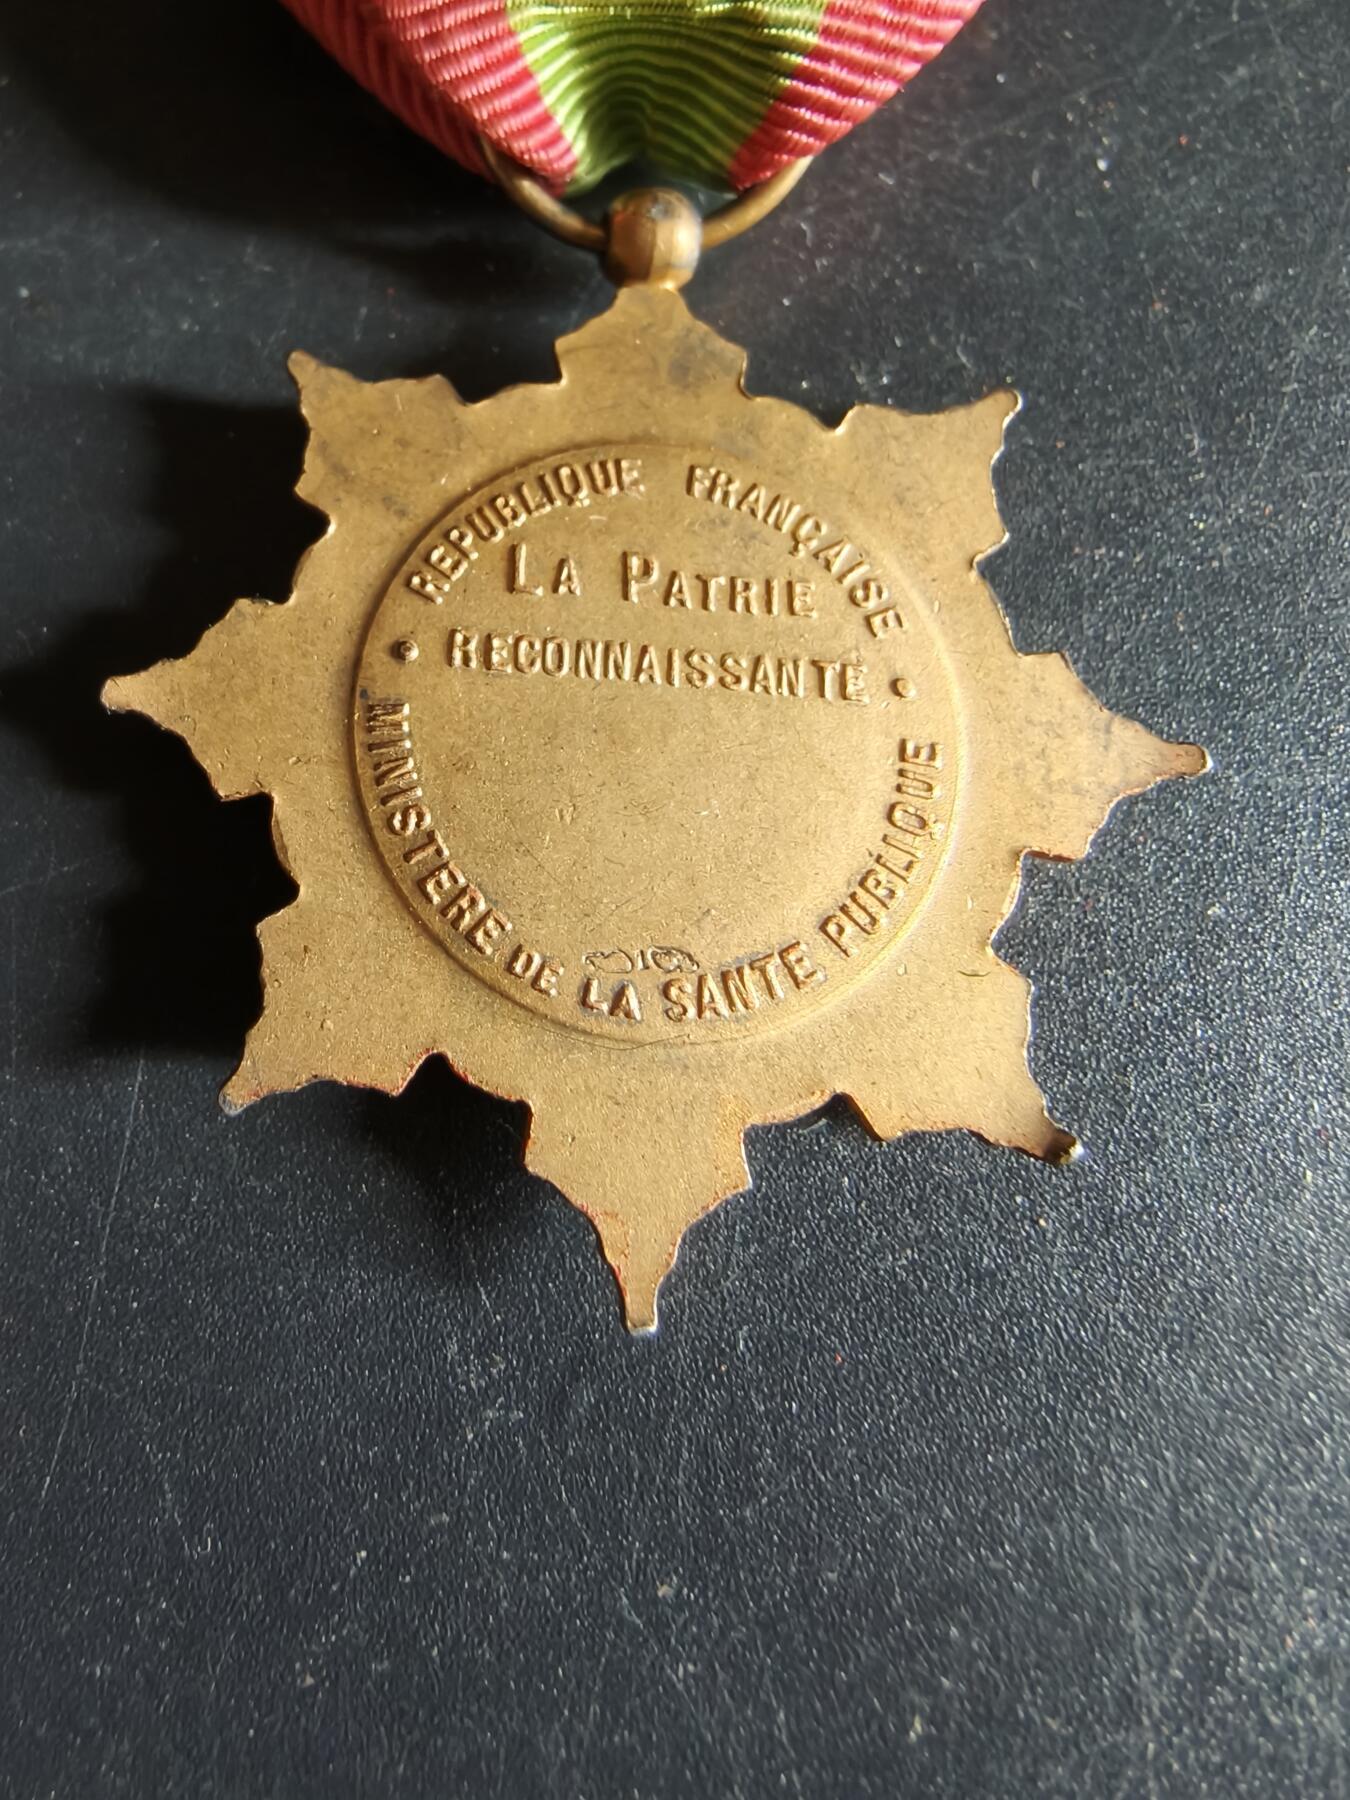 REPUBLIQUE FRANÇAISE
LA PATRIE
RECONNAISSANTE
MINISTERE DE LA SANTE PUBLIQUE